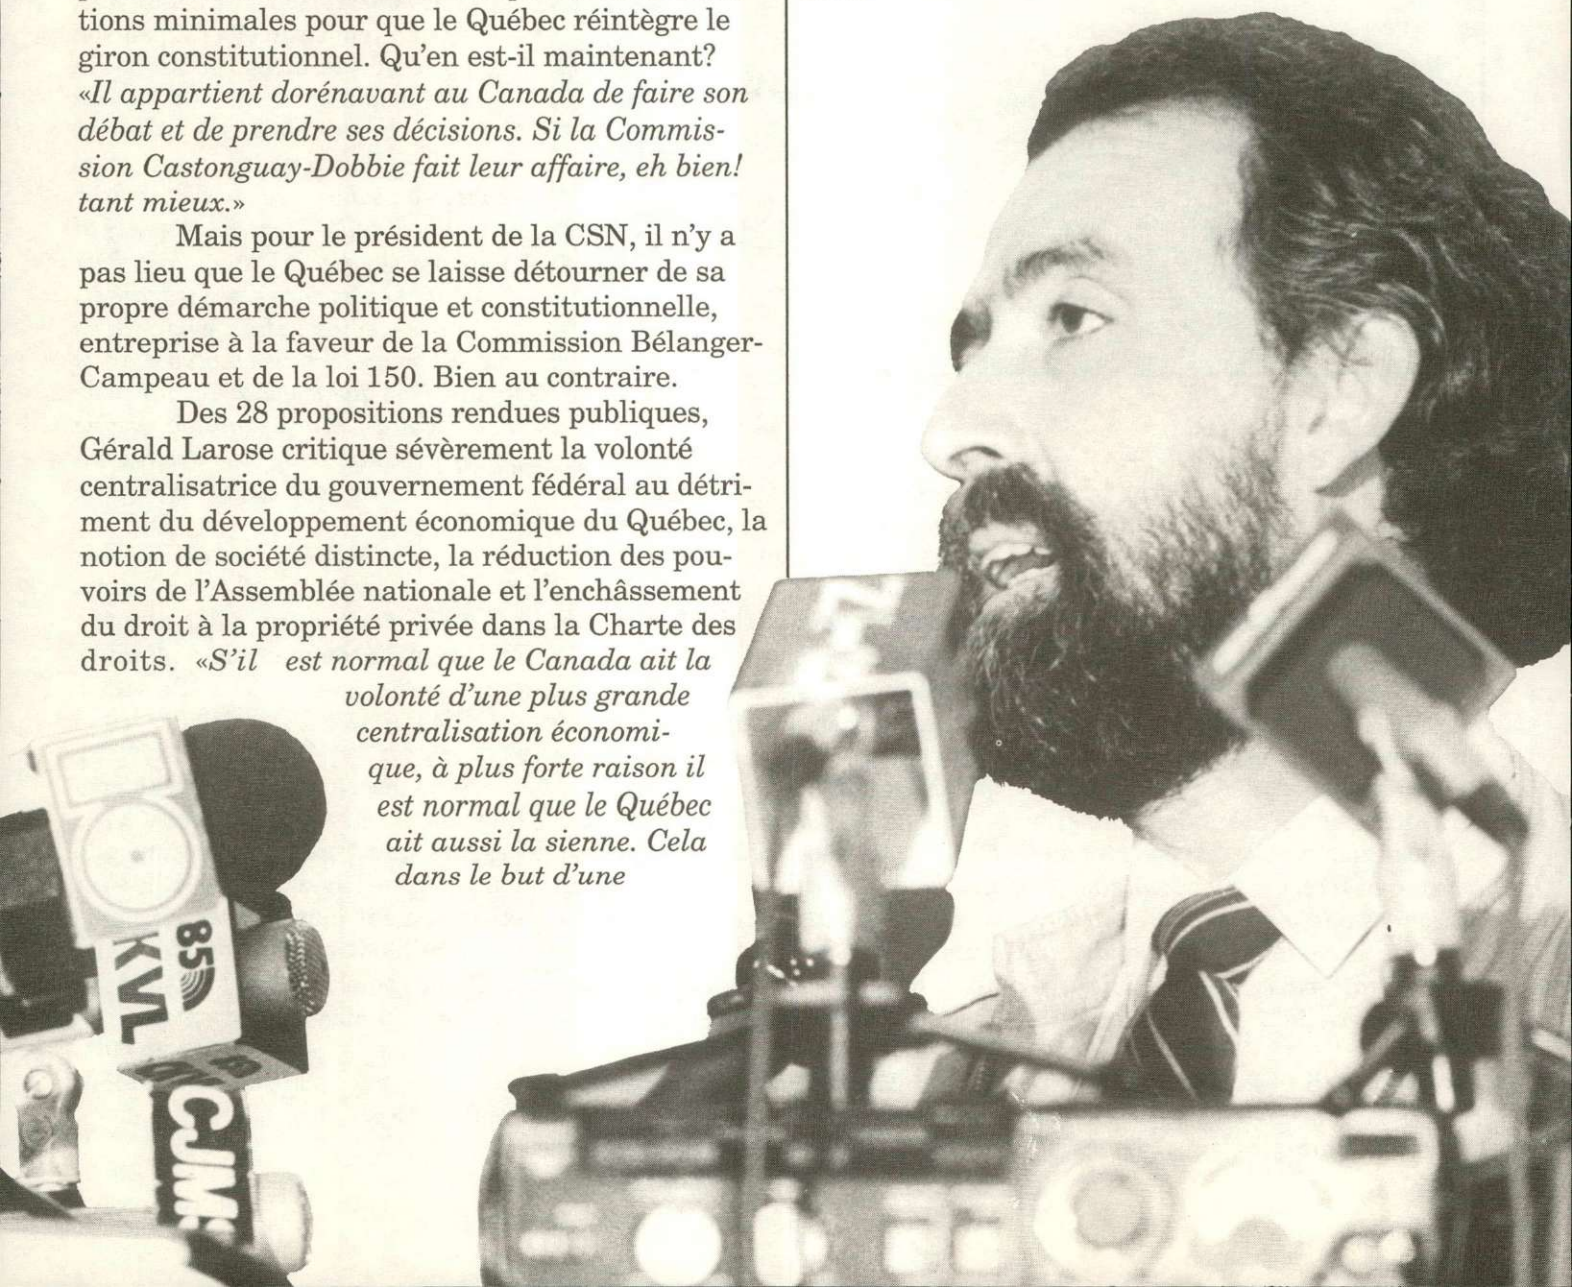 tions minimales pour que le Québec réintègre le
giron constitutionnel. Qu'en est-il maintenant?
«Il appartient dorénavant au Canada de faire son
débat et de prendre ses décisions. Si la Commis-
sion Castonguay-Dobbie fait leur affaire, eh bien!
tant mieux.»
Mais pour le président de la CSN, il n'y a
pas lieu que le Québec se laisse détourner de sa
propre démarche politique et constitutionnelle,
entreprise à la faveur de la Commission Bélanger-
Campeau et de la loi 150. Bien au contraire.
Des 28 propositions rendues publiques,
Gérald Larose critique sévèrement la volonté
centralisatrice du gouvernement fédéral au détri-
ment du développement économique du Québec, la
notion de société distincte, la réduction des pou-
voirs de l'Assemblée nationale et l'enchâssement
du droit à la propriété privée dans la Charte des
droits. «S'il est normal que le Canada ait la
volonté d'une plus grande
centralisation économi-
que, à plus forte raison il
est normal que le Québec
ait aussi la sienne. Cela
dans le but d'une
85
KVL
CJM